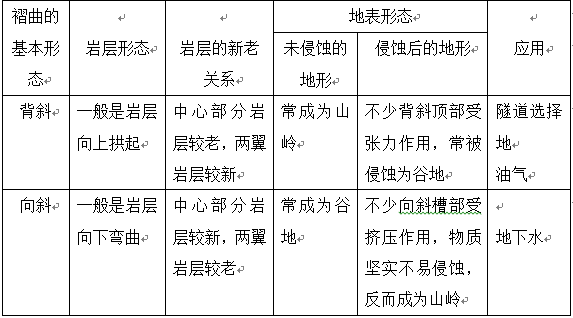 褶曲的
基本形
态
岩层形态
岩层的新老
关系
地表形态
未侵蚀的
地形
侵蚀后的地形
应用
背斜
一般是岩层
向上拱起
中心部分岩
层较老，两翼
岩层较新
常成为山
岭
不少背斜顶部受
张力作用，常被
侵蚀为谷地
隧道选择
地
油气
向斜
一般是岩层
向下弯曲
中心部分岩
层较新，两翼
岩层较老
常成为谷
地
不少向斜槽部受
挤压作用，物质
坚实不易侵蚀，
反而成为山岭
地下水